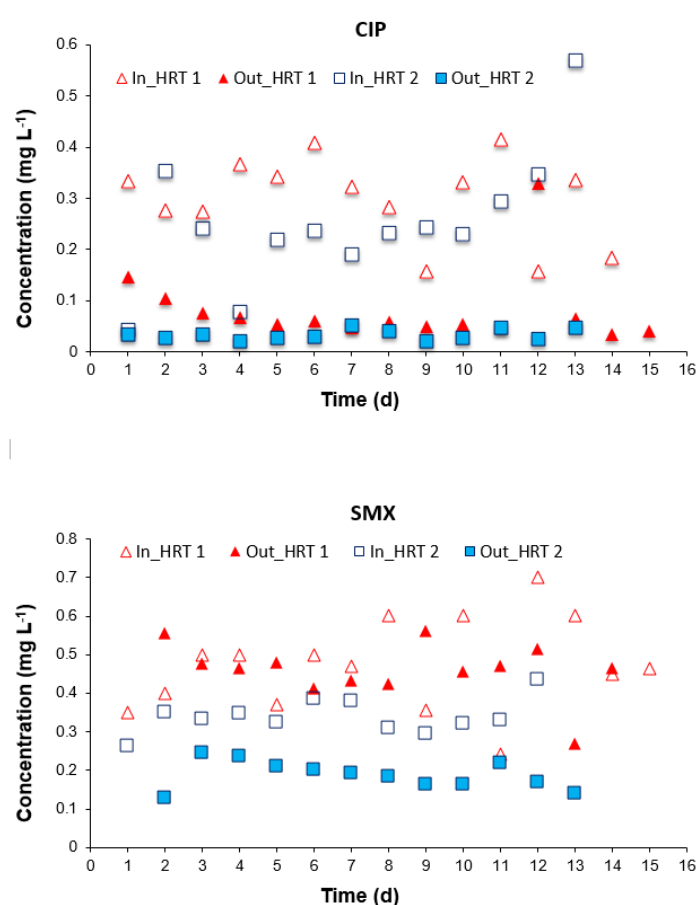 CIP
0.6
In_HRT 1 Out_HRT 1 In_HRT 2 Out_HRT 2
0.5
0.4
0.3
0.2
0.1
0
Concentration (mg L⁻¹)
0 1 2 3 4 5 6 7 8 9 10 11 12 13 14 15 16
Time (d)
SMX
0.8
In_HRT 1 Out_HRT 1 In_HRT 2 Out_HRT 2
0.7
0.6
0.5
0.4
0.3
0.2
0.1
0
Concentration (mg L⁻¹)
0 1 2 3 4 5 6 7 8 9 10 11 12 13 14 15 16
Time (d)